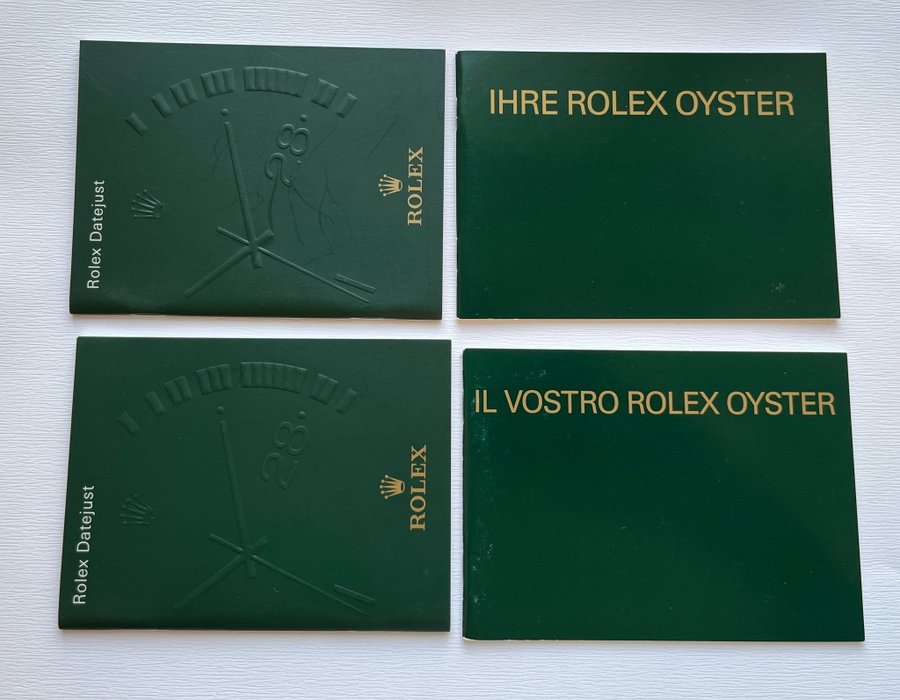 Rolex Datejust
28.
ROLEX
IHRE ROLEX OYSTER
Rolex Datejust
28.
ROLEX
IL VOSTRO ROLEX OYSTER